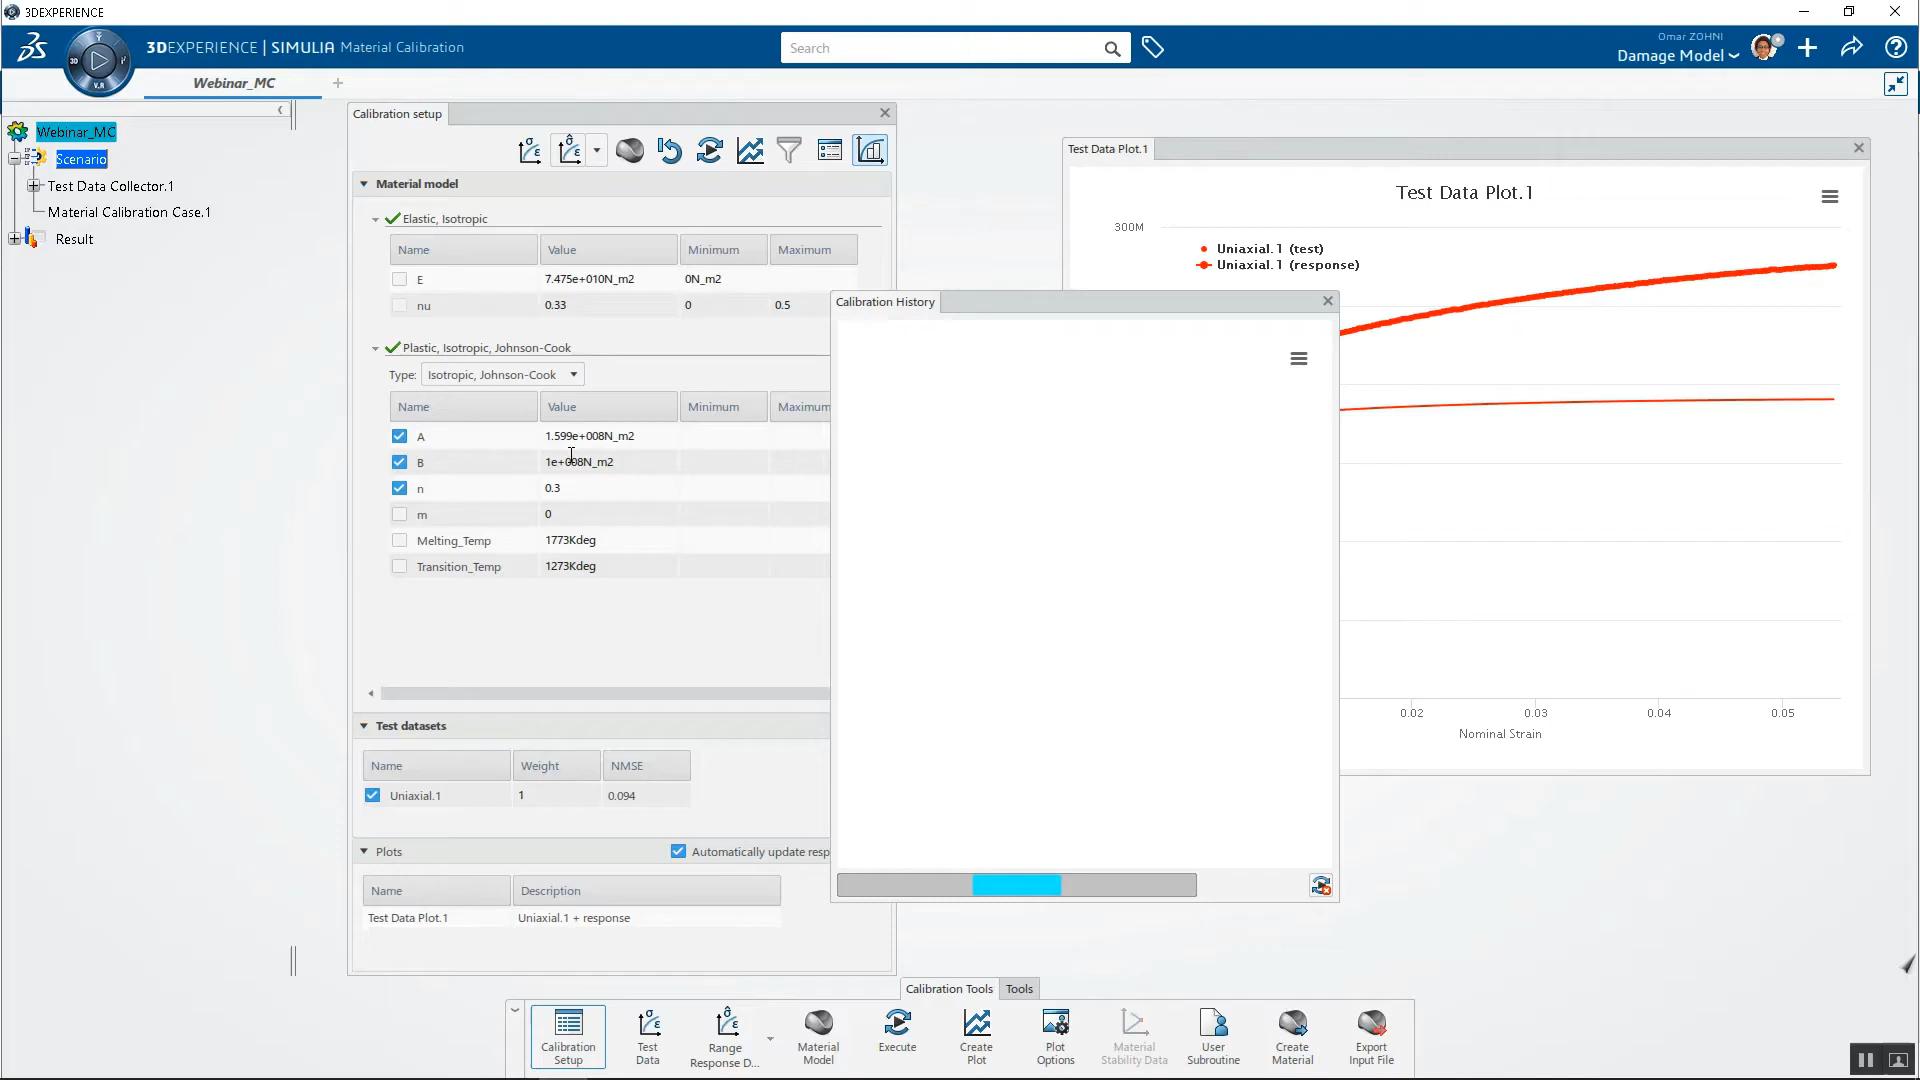 3DEXPERIENCE
3DEXPERIENCE | SIMULIA Material Calibration
Search
Omar ZOHNI
Damage Model
3D
V.R
Webinar_MC
Webinar_MC
Scenario
Test Data Collector.1
Material Calibration Case.1
Result
Calibration setup
Material model
Elastic, Isotropic
Name Value Minimum Maximum
E 7.475e+010N_m2 0N_m2
nu 0.33 0 0.5
Plastic, Isotropic, Johnson-Cook
Type: Isotropic, Johnson-Cook
Name Value Minimum Maximum
A 1.599e+008N_m2
B 1e+008N_m2
n 0.3
m 0
Melting_Temp 1773Kdeg
Transition_Temp 1273Kdeg
Test datasets
Name Weight NMSE
Uniaxial.1 1 0.094
Plots
Automatically update resp
Name Description
Test Data Plot.1 Uniaxial.1 + response
Calibration History
Test Data Plot.1
Test Data Plot.1
300M
Uniaxial.1 (test)
Uniaxial.1 (response)
0.02 0.03 0.04 0.05
Nominal Strain
Calibration Tools Tools
Calibration Setup
Test Data
Range Response D...
Material Model
Execute
Create Plot
Plot Options
Material Stability Data
User Subroutine
Create Material
Export Input File